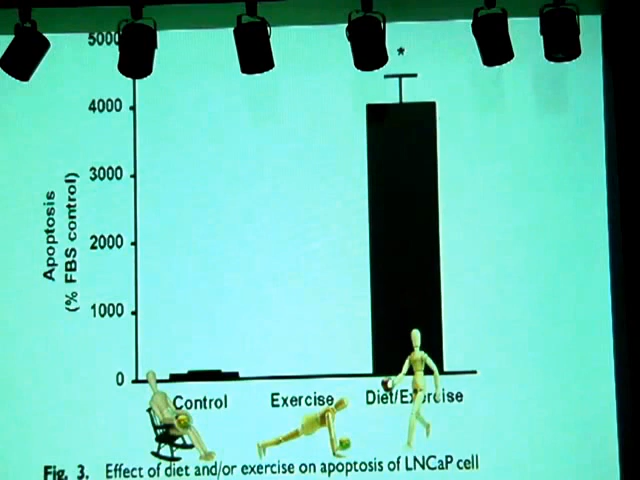 Apoptosis
(% FBS control)
5000
4000
3000
2000
1000
0
*
Control
Exercise
Diet/Exercise
Fig. 3. Effect of diet and/or exercise on apoptosis of LNCaP cell